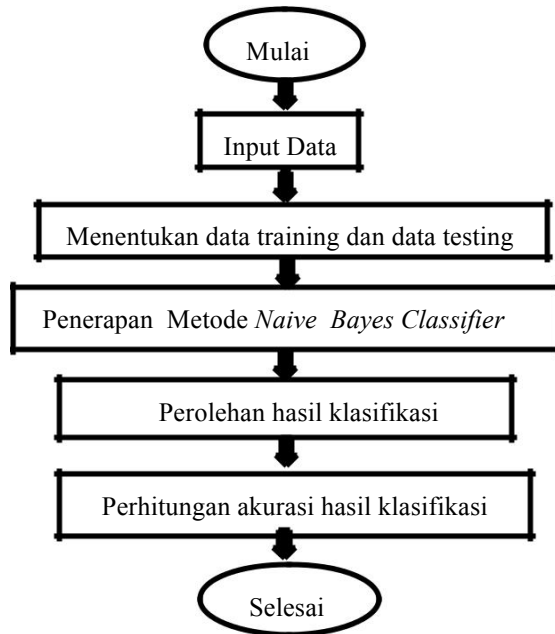 Mulai
Input Data
Menentukan data training dan data testing
Penerapan Metode Naive Bayes Classifier
Perolehan hasil klasifikasi
Perhitungan akurasi hasil klasifikasi
Selesai